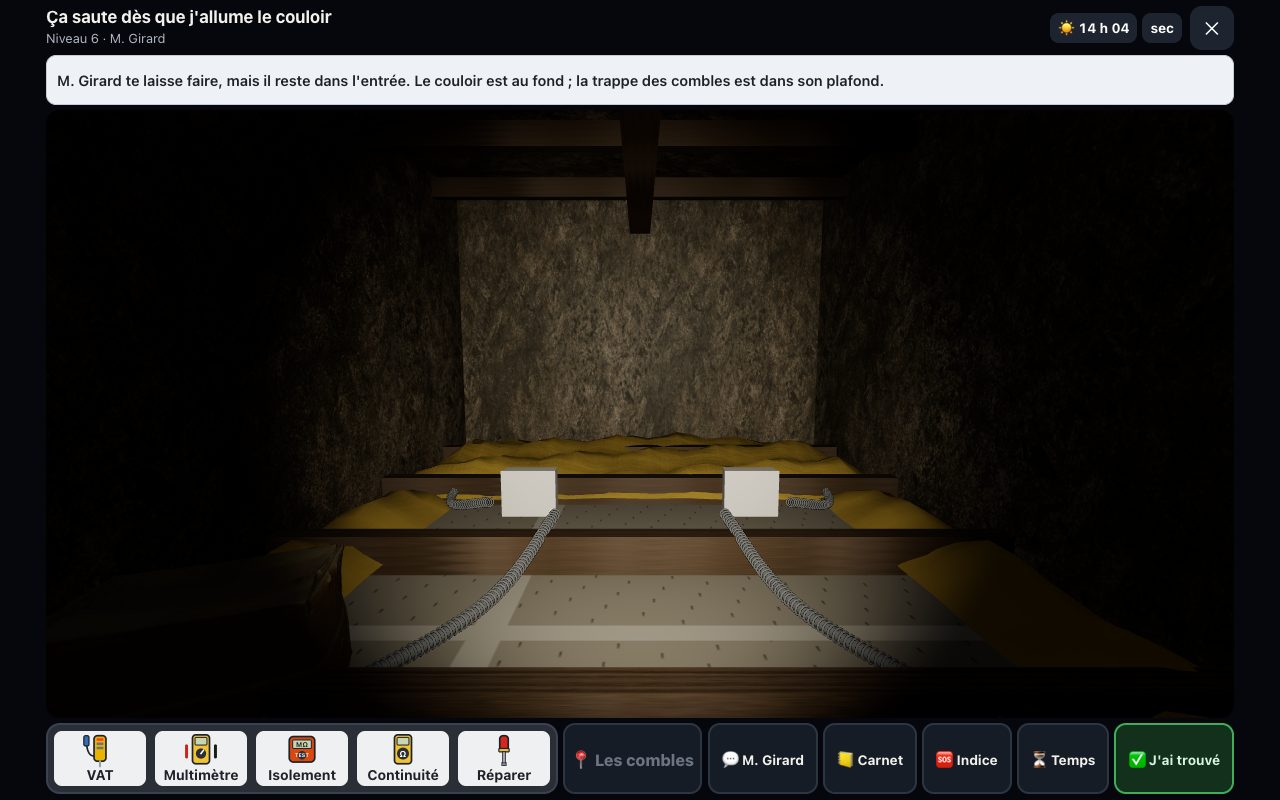 Ça saute dès que j'allume le couloir
Niveau 6 · M. Girard
☀️ 14 h 04
sec
M. Girard te laisse faire, mais il reste dans l'entrée. Le couloir est au fond ; la trappe des combles est dans son plafond.
VAT
MΩ
TEST
Multimètre
Isolement
Ω
Continuité
Réparer
📍 Les combles
💬 M. Girard
📒 Carnet
🆘 Indice
⏳ Temps
✅ J'ai trouvé